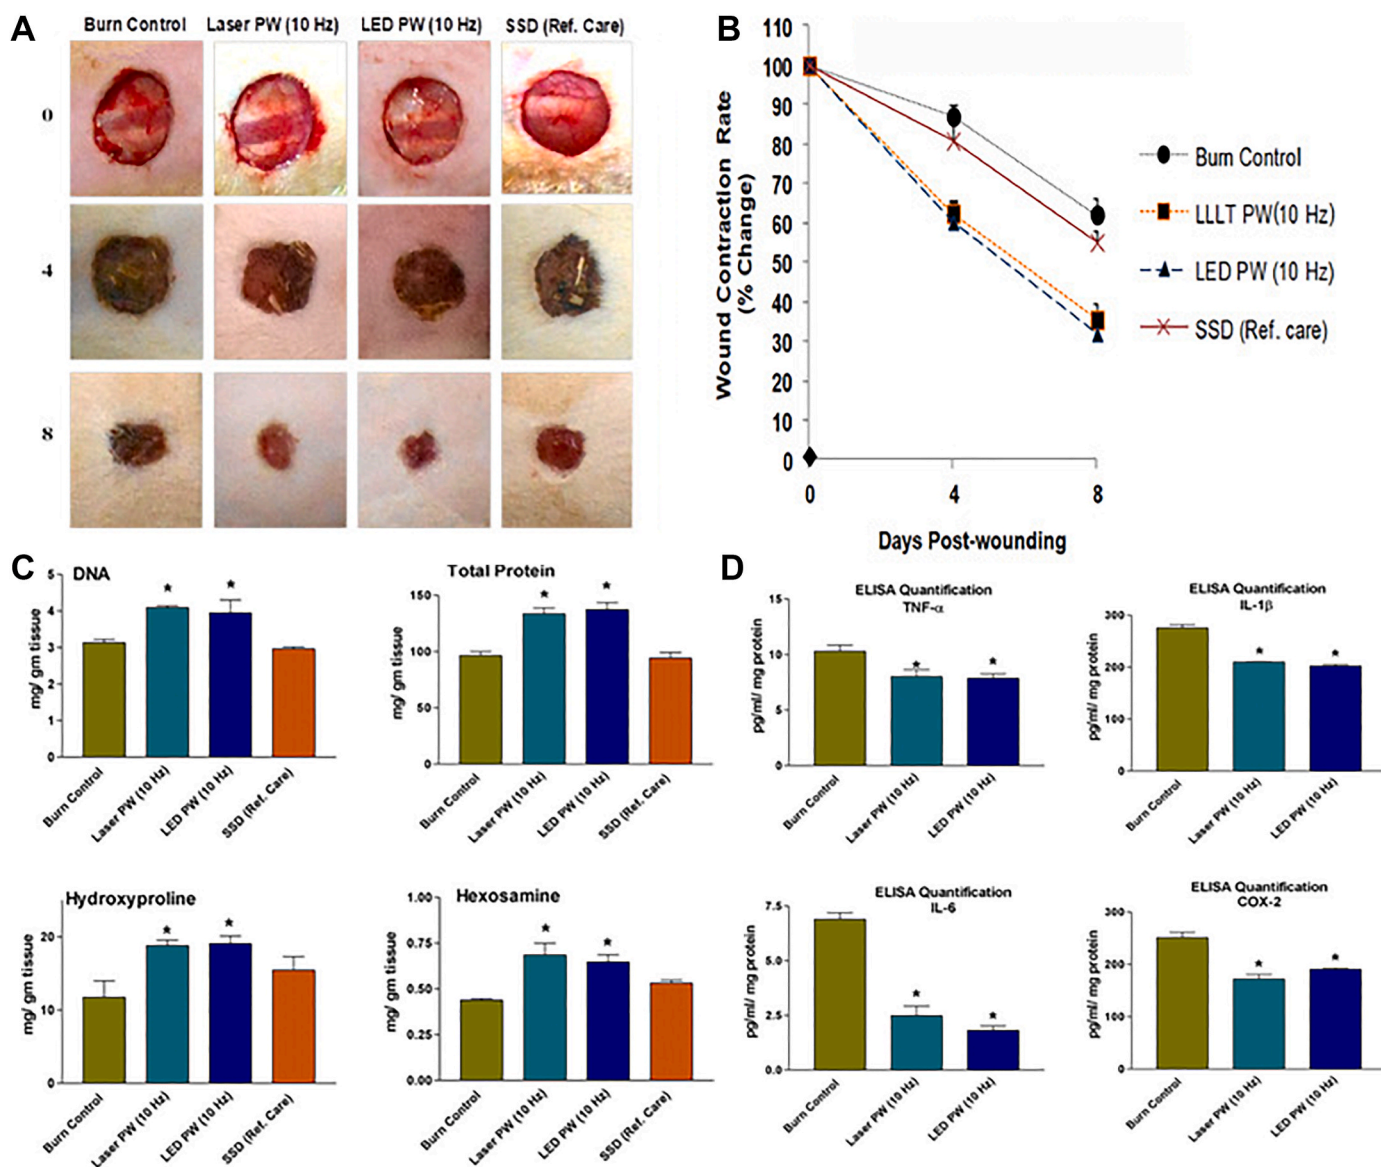 A
Burn Control Laser PW (10 Hz) LED PW (10 Hz) SSD (Ref. Care)
0
4
8
B
Wound Contraction Rate
(% Change)
110
100
90
80
70
60
50
40
30
20
10
0
0 4 8
Days Post-wounding
Burn Control
LLLT PW(10 Hz)
LED PW (10 Hz)
SSD (Ref. care)
C
DNA
mg/ gm tissue
5
4
3
2
1
0
* *
Burn Control
Laser PW (10 Hz)
LED PW (10 Hz)
SSD (Ref. Care)
Total Protein
mg/ gm tissue
150
100
50
0
* *
Burn Control
Laser PW (10 Hz)
LED PW (10 Hz)
SSD (Ref. Care)
Hydroxyproline
mg/ gm tissue
20
10
0
* *
Burn Control
Laser PW (10 Hz)
LED PW (10 Hz)
SSD (Ref. Care)
Hexosamine
mg/ gm tissue
1.00
0.75
0.50
0.25
0.00
* *
Burn Control
Laser PW (10 Hz)
LED PW (10 Hz)
SSD (Ref. Care)
D
ELISA Quantification
TNF-α
pg/ml/ mg protein
15
10
5
0
* *
Burn Control
Laser PW (10 Hz)
LED PW (10 Hz)
ELISA Quantification
IL-1β
pg/ml/ mg protein
300
200
100
0
* *
Burn Control
Laser PW (10 Hz)
LED PW (10 Hz)
ELISA Quantification
IL-6
pg/ml/ mg protein
7.5
5.0
2.5
0.0
* *
Burn Control
Laser PW (10 Hz)
LED PW (10 Hz)
ELISA Quantification
COX-2
pg/ml/ mg protein
300
200
100
0
* *
Burn Control
Laser PW (10 Hz)
LED PW (10 Hz)